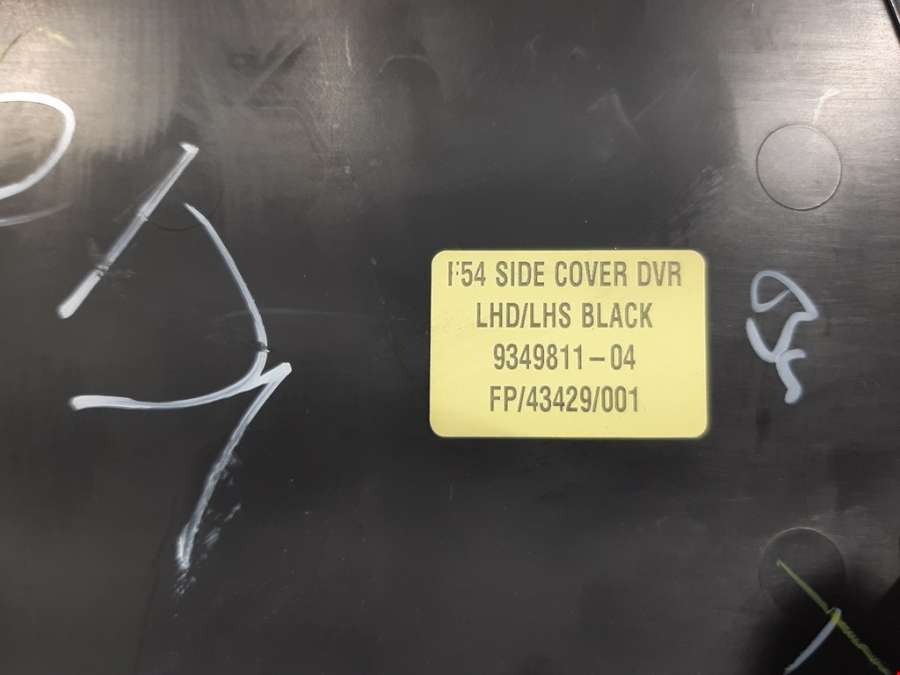 F54 SIDE COVER DVR
LHD/LHS BLACK
9349811-04
FP/43429/001